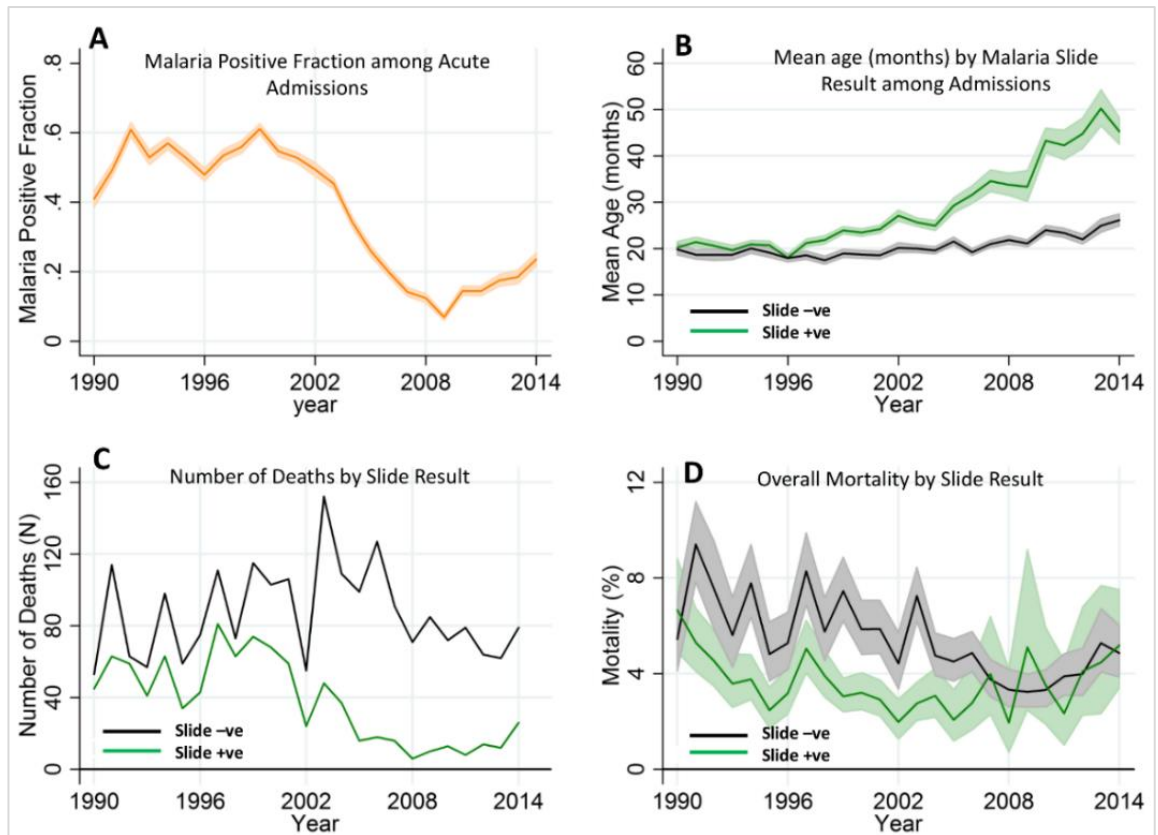 A
Malaria Positive Fraction among Acute
Admissions
Malaria Positive Fraction
.8
.6
.4
.2
0
1990 1996 2002 2008 2014
year
B
Mean age (months) by Malaria Slide
Result among Admissions
Mean Age (months)
60
50
40
30
20
10
0
Slide –ve
Slide +ve
1990 1996 2002 2008 2014
Year
C
Number of Deaths by Slide Result
Number of Deaths (N)
160
120
80
40
0
Slide –ve
Slide +ve
1990 1996 2002 2008 2014
Year
D
Overall Mortality by Slide Result
Motality (%)
12
8
4
0
Slide –ve
Slide +ve
1990 1996 2002 2008 2014
Year